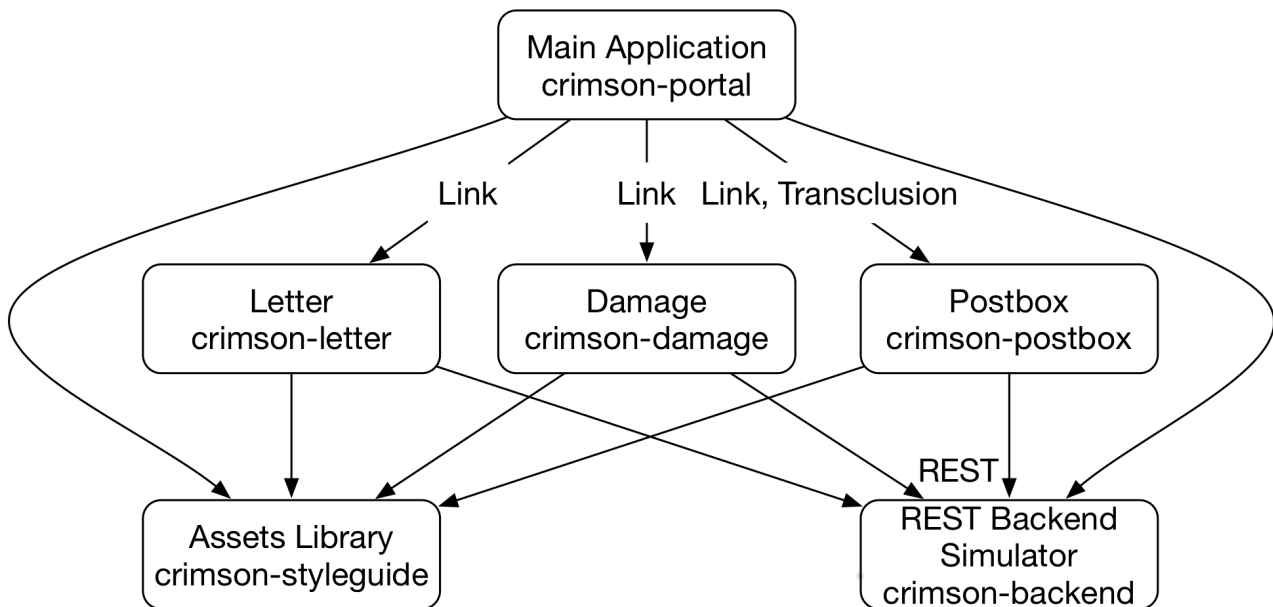 Main Application
crimson-portal
Link
Link
Link, Transclusion
Letter
crimson-letter
Damage
crimson-damage
Postbox
crimson-postbox
REST
Assets Library
crimson-styleguide
REST Backend
Simulator
crimson-backend